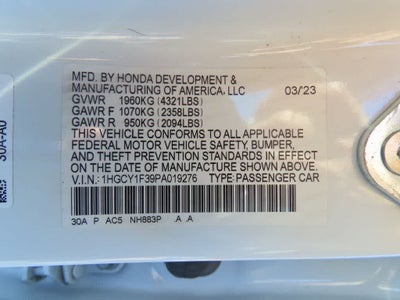 MFD. BY HONDA DEVELOPMENT &
MANUFACTURING OF AMERICA, LLC 03/23
GVWR 1960KG (4321LBS)
GAWR F 1070KG (2358LBS)
GAWR R 950KG (2094LBS)
THIS VEHICLE CONFORMS TO ALL APPLICABLE
FEDERAL MOTOR VEHICLE SAFETY, BUMPER,
AND THEFT PREVENTION STANDARDS IN EFFECT
ON THE DATE OF MANUFACTURE SHOWN ABOVE.
V.I.N.: 1HGCY1F39PA019276 TYPE: PASSENGER CAR
30A P AC5 NH883P .A .A
30A-A0